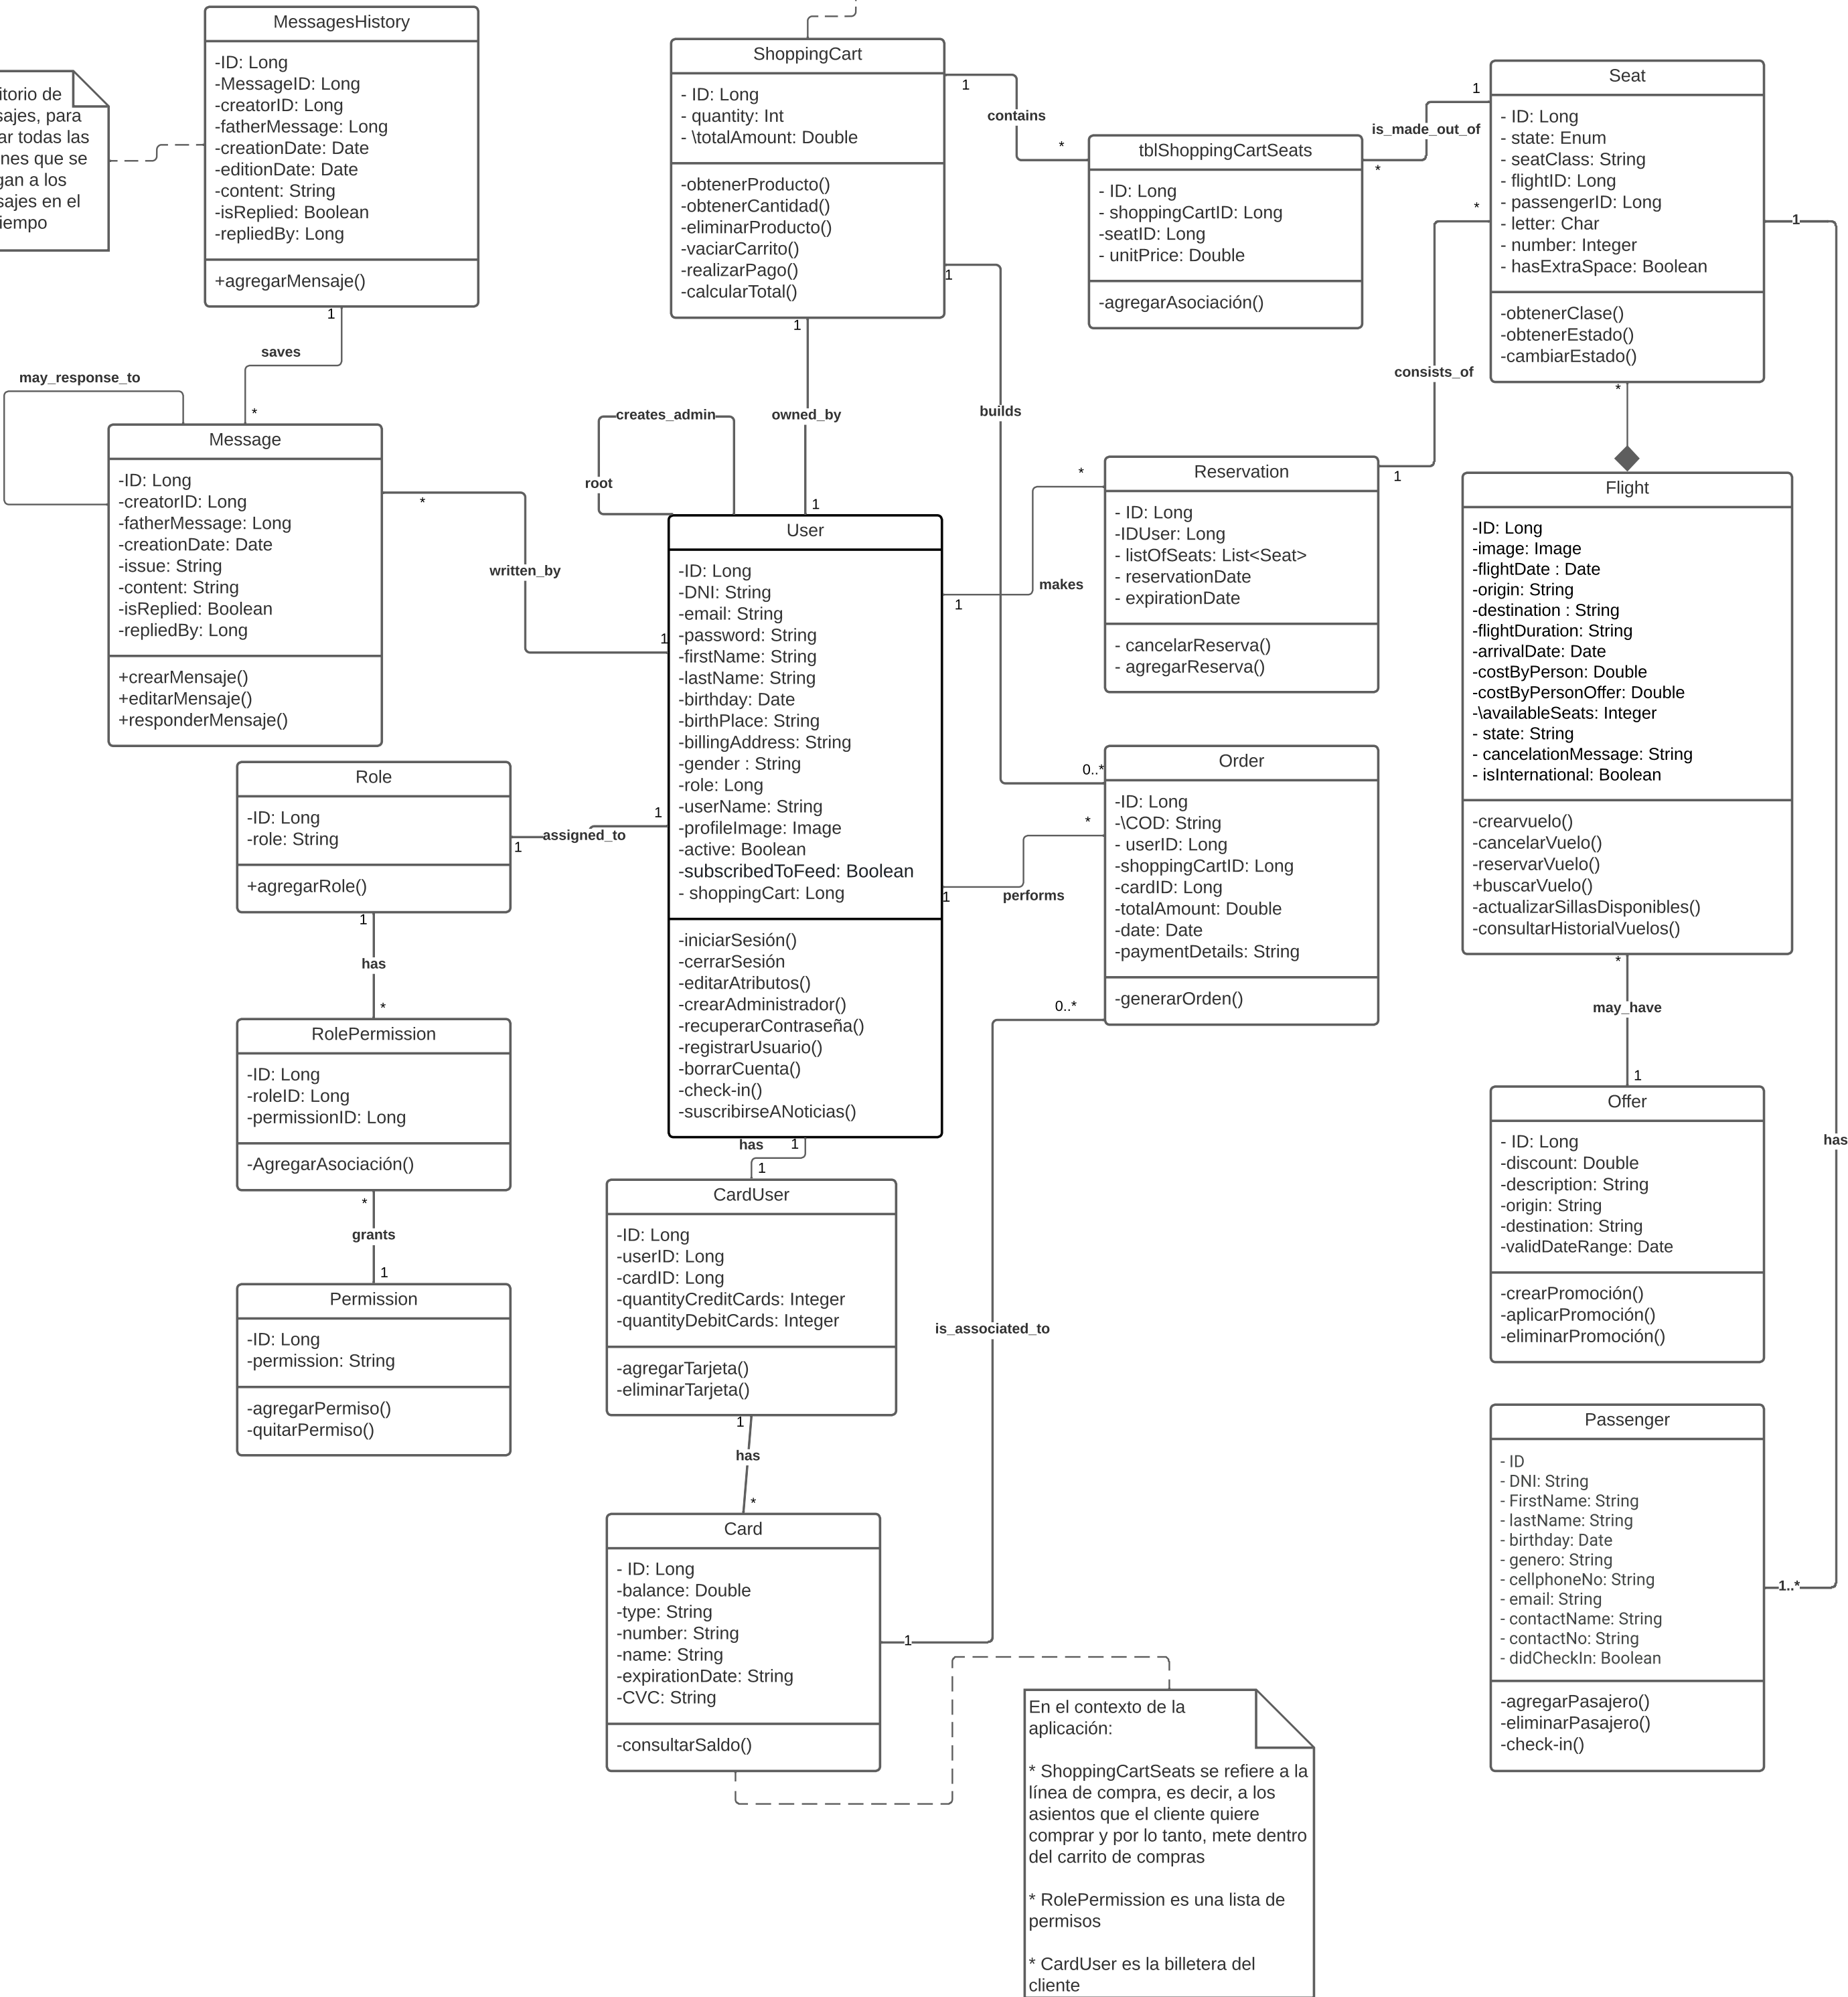 MessagesHistory
-ID: Long
-MessageID: Long
-creatorID: Long
-fatherMessage: Long
-creationDate: Date
-editionDate: Date
-content: String
-isReplied: Boolean
-repliedBy: Long
+agregarMensaje()
itorio de
sajes, para
ar todas las
nes que se
gan a los
sajes en el
iempo
1
saves
*
may_response_to
Message
-ID: Long
-creatorID: Long
-fatherMessage: Long
-creationDate: Date
-issue: String
-content: String
-isReplied: Boolean
-repliedBy: Long
+crearMensaje()
+editarMensaje()
+responderMensaje()
*
written_by
1
Role
-ID: Long
-role: String
+agregarRole()
1
assigned_to
1
1
has
*
RolePermission
-ID: Long
-roleID: Long
-permissionID: Long
-AgregarAsociación()
*
grants
1
Permission
-ID: Long
-permission: String
-agregarPermiso()
-quitarPermiso()
ShoppingCart
- ID: Long
- quantity: Int
- \totalAmount: Double
-obtenerProducto()
-obtenerCantidad()
-eliminarProducto()
-vaciarCarrito()
-realizarPago()
-calcularTotal()
1
contains
*
1
builds
0..*
1
owned_by
1
creates_admin
root
User
-ID: Long
-DNI: String
-email: String
-password: String
-firstName: String
-lastName: String
-birthday: Date
-birthPlace: String
-billingAddress: String
-gender : String
-role: Long
-userName: String
-profileImage: Image
-active: Boolean
-subscribedToFeed: Boolean
- shoppingCart: Long
-iniciarSesión()
-cerrarSesión
-editarAtributos()
-crearAdministrador()
-recuperarContraseña()
-registrarUsuario()
-borrarCuenta()
-check-in()
-suscribirseANoticias()
1
makes
*
1
performs
*
has
1
1
CardUser
-ID: Long
-userID: Long
-cardID: Long
-quantityCreditCards: Integer
-quantityDebitCards: Integer
-agregarTarjeta()
-eliminarTarjeta()
1
has
*
Card
- ID: Long
-balance: Double
-type: String
-number: String
-name: String
-expirationDate: String
-CVC: String
-consultarSaldo()
1
is_associated_to
0..*
tblShoppingCartSeats
- ID: Long
- shoppingCartID: Long
-seatID: Long
- unitPrice: Double
-agregarAsociación()
*
is_made_out_of
1
Reservation
- ID: Long
-IDUser: Long
- listOfSeats: List<Seat>
- reservationDate
- expirationDate
- cancelarReserva()
- agregarReserva()
1
consists_of
*
Order
-ID: Long
-\COD: String
- userID: Long
-shoppingCartID: Long
-cardID: Long
-totalAmount: Double
-date: Date
-paymentDetails: String
-generarOrden()
Seat
- ID: Long
- state: Enum
- seatClass: String
- flightID: Long
- passengerID: Long
- letter: Char
- number: Integer
- hasExtraSpace: Boolean
-obtenerClase()
-obtenerEstado()
-cambiarEstado()
*
Flight
-ID: Long
-image: Image
-flightDate : Date
-origin: String
-destination : String
-flightDuration: String
-arrivalDate: Date
-costByPerson: Double
-costByPersonOffer: Double
-\availableSeats: Integer
- state: String
- cancelationMessage: String
- isInternational: Boolean
-crearvuelo()
-cancelarVuelo()
-reservarVuelo()
+buscarVuelo()
-actualizarSillasDisponibles()
-consultarHistorialVuelos()
*
may_have
1
Offer
- ID: Long
-discount: Double
-description: String
-origin: String
-destination: String
-validDateRange: Date
-crearPromoción()
-aplicarPromoción()
-eliminarPromoción()
1
has
1..*
Passenger
- ID
- DNI: String
- FirstName: String
- lastName: String
- birthday: Date
- genero: String
- cellphoneNo: String
- email: String
- contactName: String
- contactNo: String
- didCheckIn: Boolean
-agregarPasajero()
-eliminarPasajero()
-check-in()
En el contexto de la
aplicación:
* ShoppingCartSeats se refiere a la
línea de compra, es decir, a los
asientos que el cliente quiere
comprar y por lo tanto, mete dentro
del carrito de compras
* RolePermission es una lista de
permisos
* CardUser es la billetera del
cliente